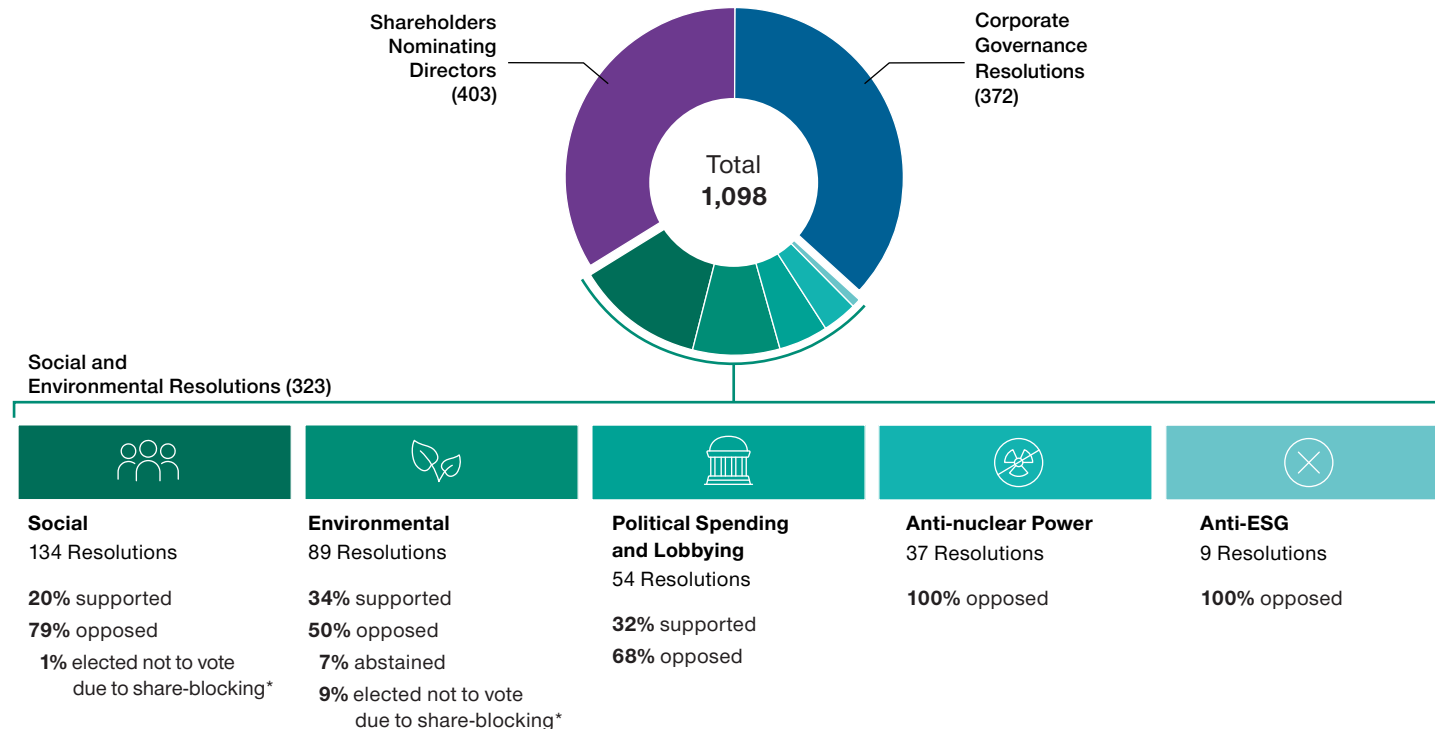 Shareholders
Nominating
Directors
(403)
Corporate
Governance
Resolutions
(372)
Total
1,098
Social and
Environmental Resolutions (323)
Social
134 Resolutions
20% supported
79% opposed
1% elected not to vote
due to share-blocking*
Environmental
89 Resolutions
34% supported
50% opposed
7% abstained
9% elected not to vote
due to share-blocking*
Political Spending
and Lobbying
54 Resolutions
32% supported
68% opposed
Anti-nuclear Power
37 Resolutions
100% opposed
Anti-ESG
9 Resolutions
100% opposed